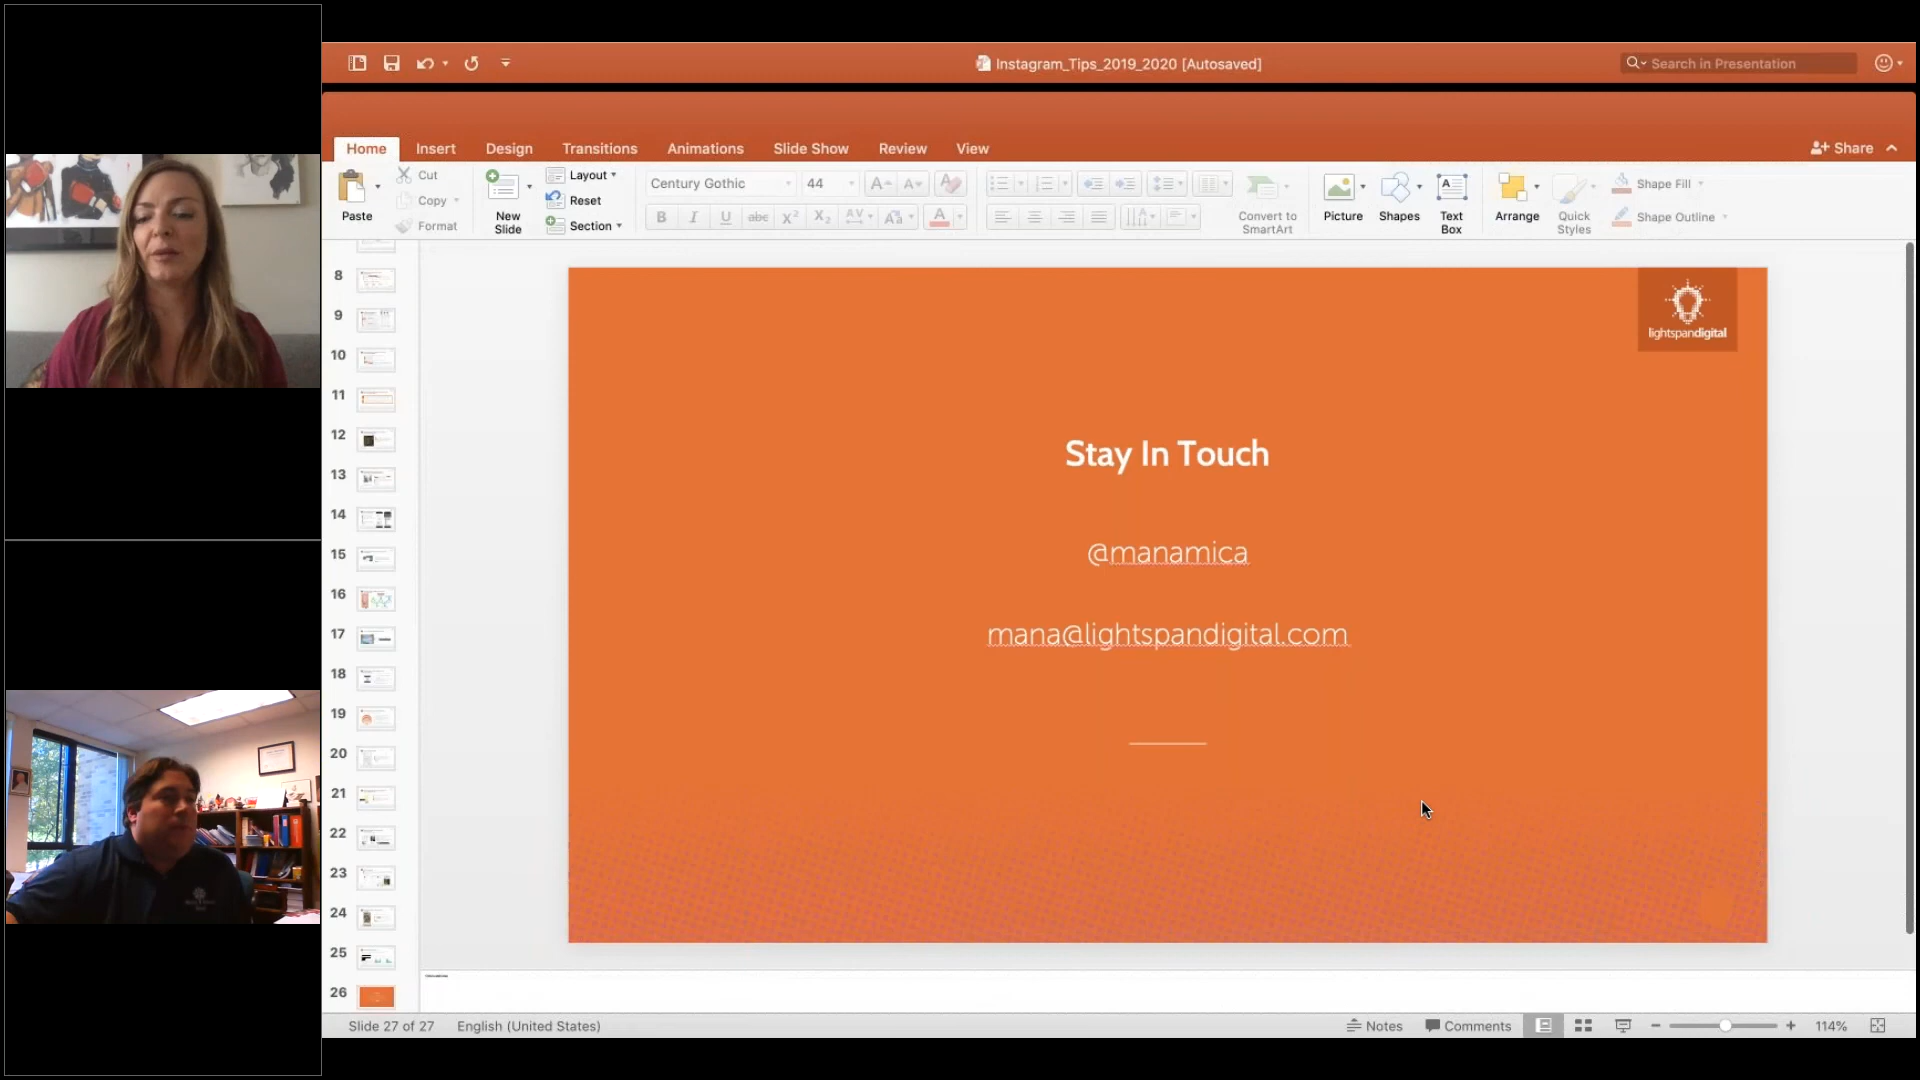 Instagram_Tips_2019_2020 [Autosaved]
Search in Presentation
Home Insert Design Transitions Animations Slide Show Review View
Share
Paste
Cut
Copy
Format
New Slide
Layout
Reset
Section
Century Gothic 44
Convert to SmartArt
Picture
Shapes
Text Box
Arrange
Quick Styles
Shape Fill
Shape Outline
8
9
10
11
12
13
14
15
16
17
18
19
20
21
22
23
24
25
26
lightspandigital
Stay In Touch
@manamica
mana@lightspandigital.com
Slide 27 of 27 English (United States) Notes Comments 114%